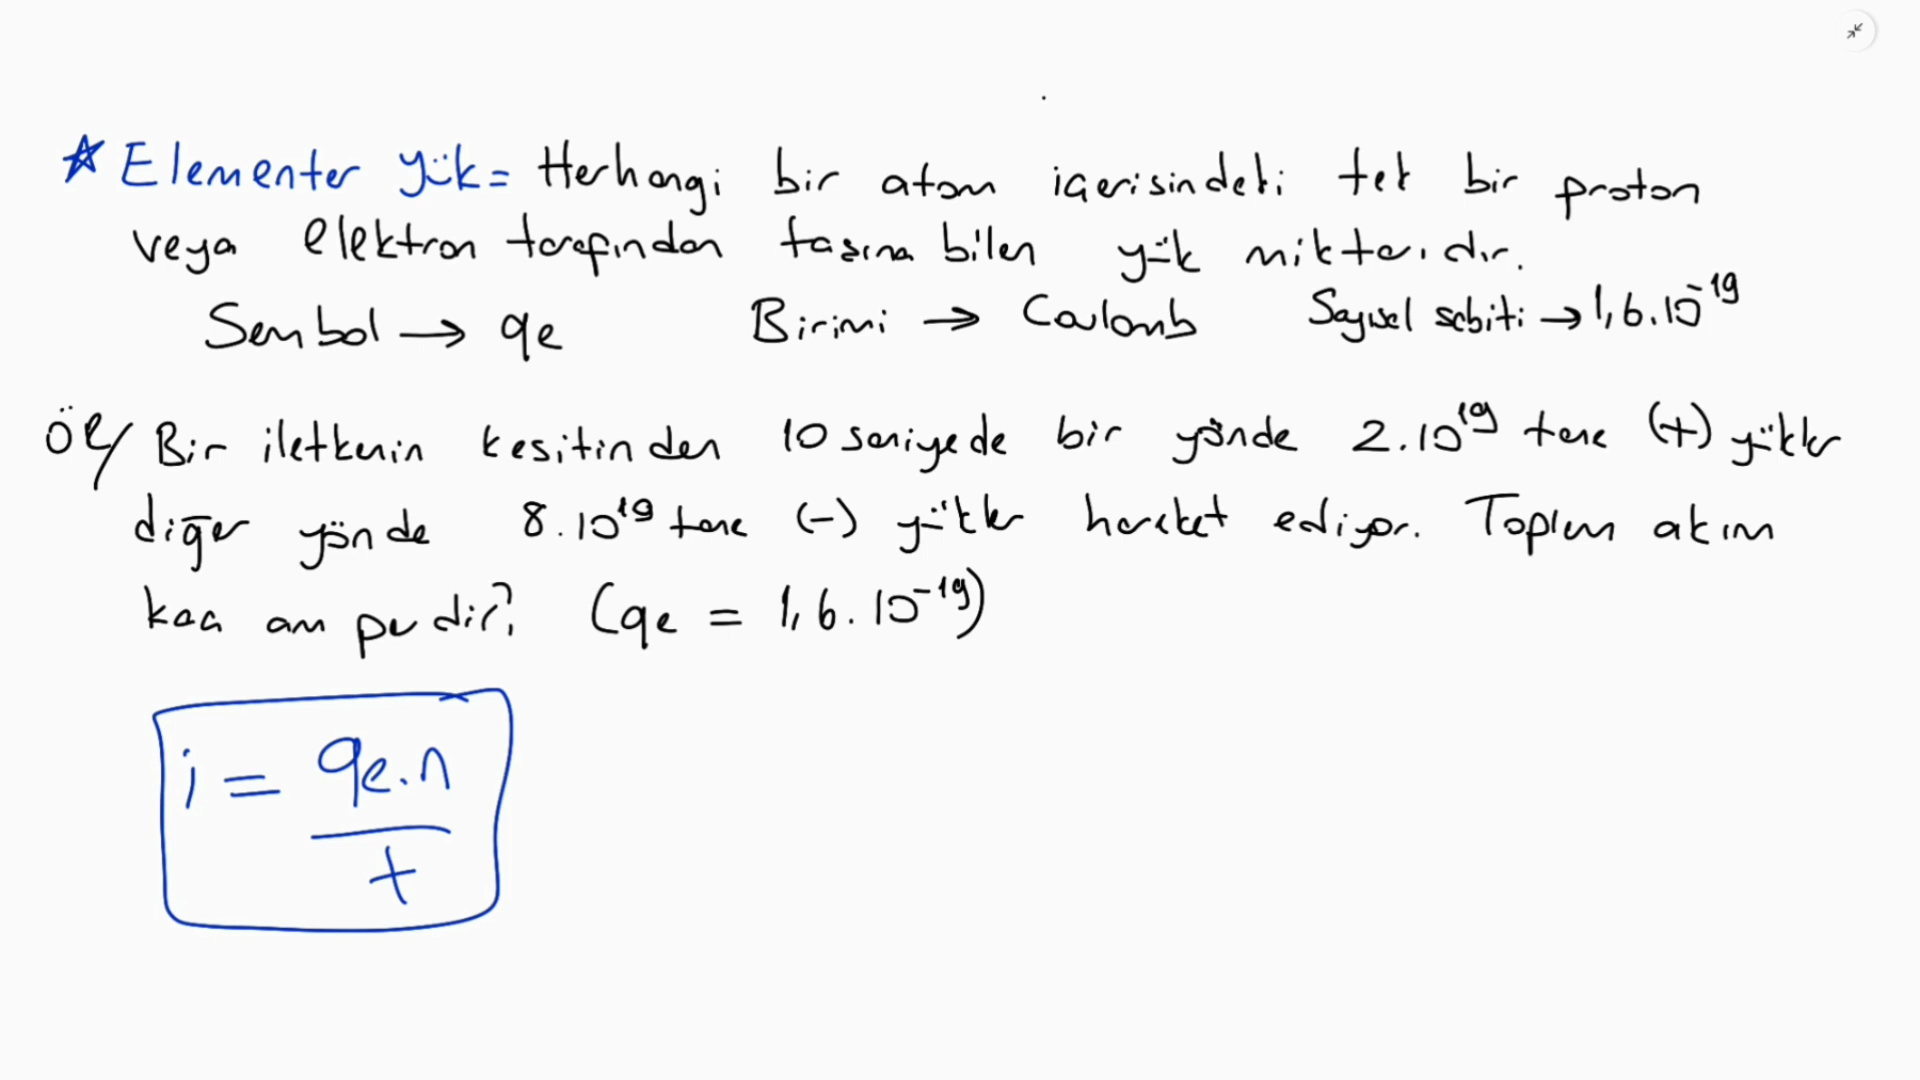 ☆ Elementer yük = Herhangi bir atom içerisindeki tek bir proton
veya elektron tarafından taşına bilen yük miktarıdır.
Sembol → qe Birimi → Coulomb Sayısal sabiti → 1,6.10⁻¹⁹
ÖR/ Bir iletkenin kesitinden 10 saniyede bir yönde 2.10¹⁹ tane (+) yükler
diğer yönde 8.10¹⁹ tane (-) yükler hareket ediyor. Toplam akım
kaç amperdir? (qe = 1,6.10⁻¹⁹)
i = qe.n
t